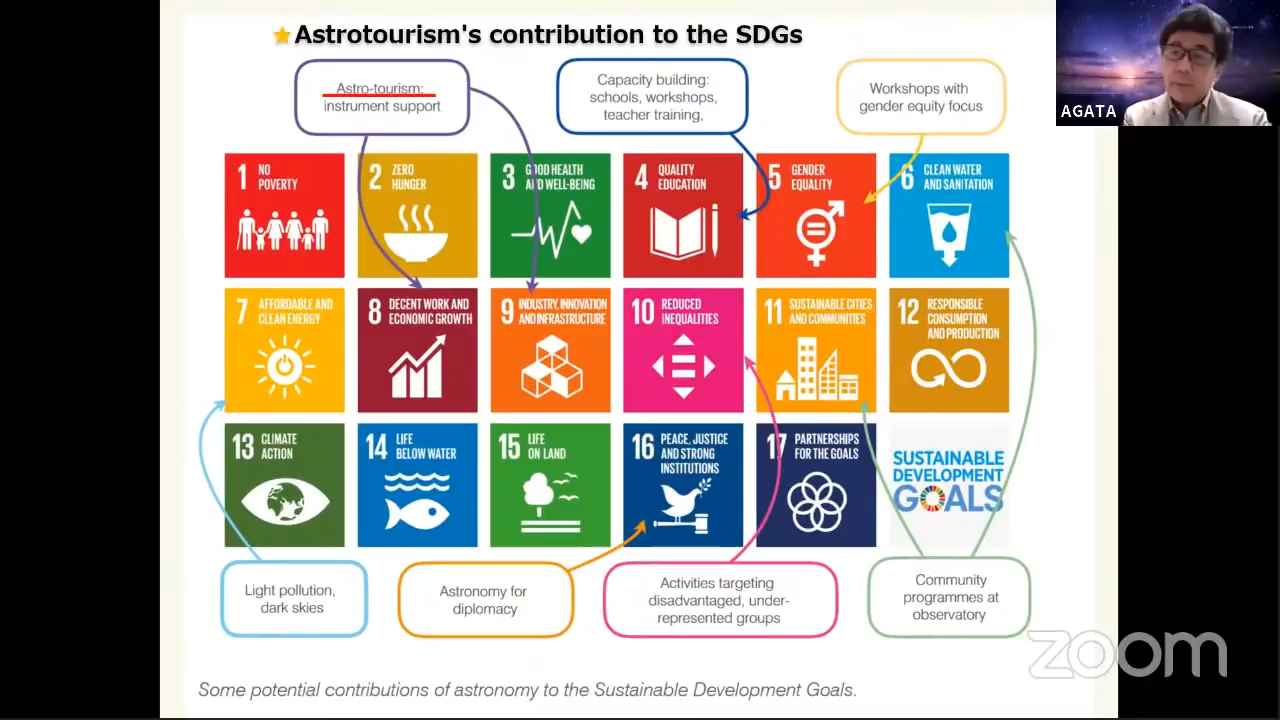 Astrotourism's contribution to the SDGs
AGATA
Astro-tourism:
instrument support
Capacity building:
schools, workshops,
teacher training,
Workshops with
gender equity focus
1 NO
POVERTY
2 ZERO
HUNGER
3 GOOD HEALTH
AND WELL-BEING
4 QUALITY
EDUCATION
5 GENDER
EQUALITY
6 CLEAN WATER
AND SANITATION
7 AFFORDABLE AND
CLEAN ENERGY
8 DECENT WORK AND
ECONOMIC GROWTH
9 INDUSTRY, INNOVATION
AND INFRASTRUCTURE
10 REDUCED
INEQUALITIES
11 SUSTAINABLE CITIES
AND COMMUNITIES
12 RESPONSIBLE
CONSUMPTION
AND PRODUCTION
13 CLIMATE
ACTION
14 LIFE
BELOW WATER
15 LIFE
ON LAND
16 PEACE, JUSTICE
AND STRONG
INSTITUTIONS
17 PARTNERSHIPS
FOR THE GOALS
SUSTAINABLE
DEVELOPMENT
GOALS
Light pollution,
dark skies
Astronomy for
diplomacy
Activities targeting
disadvantaged, under-
represented groups
Community
programmes at
observatory
zoom
Some potential contributions of astronomy to the Sustainable Development Goals.